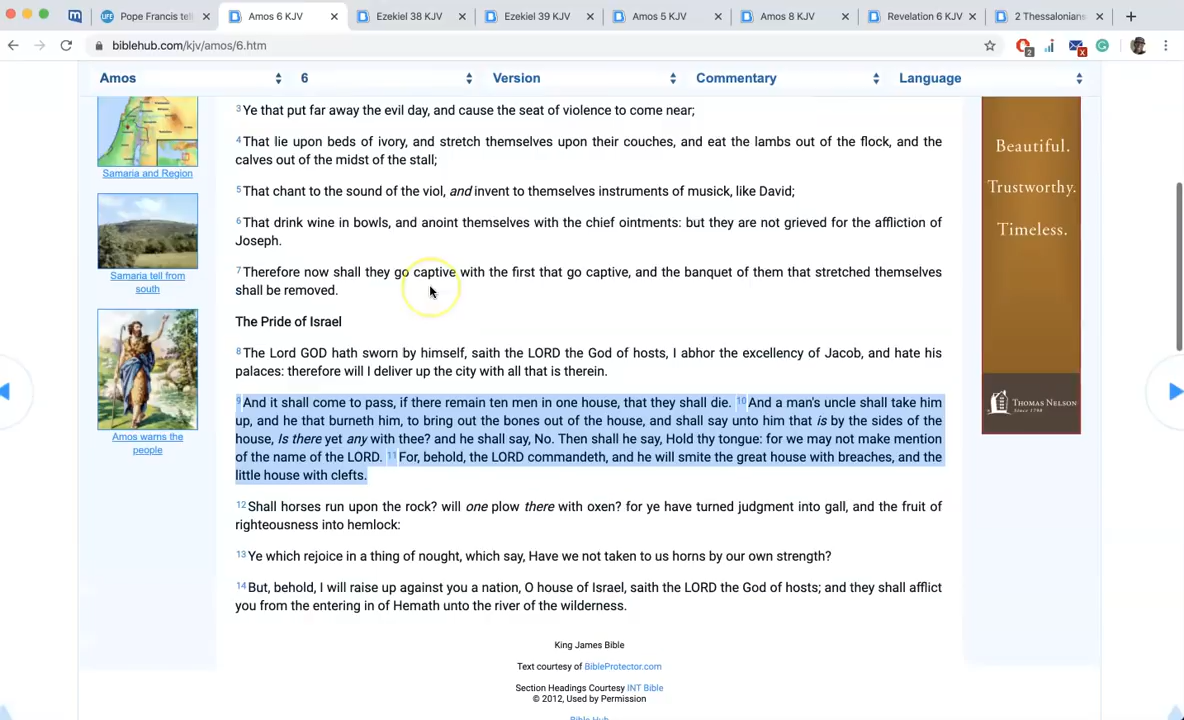 Pope Francis tel
Amos 6 KJV
Ezekiel 38 KJV
Ezekiel 39 KJV
Amos 5 KJV
Amos 8 KJV
Revelation 6 KJV
2 Thessalonians
biblehub.com/kjv/amos/6.htm
2
x
Amos
6
Version
Commentary
Language
Samaria and Region
Samaria tell from
south
Amos warns the
people
3 Ye that put far away the evil day, and cause the seat of violence to come near;
4 That lie upon beds of ivory, and stretch themselves upon their couches, and eat the lambs out of the flock, and the
calves out of the midst of the stall;
5 That chant to the sound of the viol, and invent to themselves instruments of musick, like David;
6 That drink wine in bowls, and anoint themselves with the chief ointments: but they are not grieved for the affliction of
Joseph.
7 Therefore now shall they go captive with the first that go captive, and the banquet of them that stretched themselves
shall be removed.
The Pride of Israel
8 The Lord GOD hath sworn by himself, saith the LORD the God of hosts, I abhor the excellency of Jacob, and hate his
palaces: therefore will I deliver up the city with all that is therein.
9 And it shall come to pass, if there remain ten men in one house, that they shall die. 10 And a man's uncle shall take him
up, and he that burneth him, to bring out the bones out of the house, and shall say unto him that is by the sides of the
house, Is there yet any with thee? and he shall say, No. Then shall he say, Hold thy tongue: for we may not make mention
of the name of the LORD. 11 For, behold, the LORD commandeth, and he will smite the great house with breaches, and the
little house with clefts.
12 Shall horses run upon the rock? will one plow there with oxen? for ye have turned judgment into gall, and the fruit of
righteousness into hemlock:
13 Ye which rejoice in a thing of nought, which say, Have we not taken to us horns by our own strength?
14 But, behold, I will raise up against you a nation, O house of Israel, saith the LORD the God of hosts; and they shall afflict
you from the entering in of Hemath unto the river of the wilderness.
King James Bible
Text courtesy of BibleProtector.com
Section Headings Courtesy INT Bible
© 2012, Used by Permission
Bible Hub
Beautiful.
Trustworthy.
Timeless.
THOMAS NELSON
Since 1798